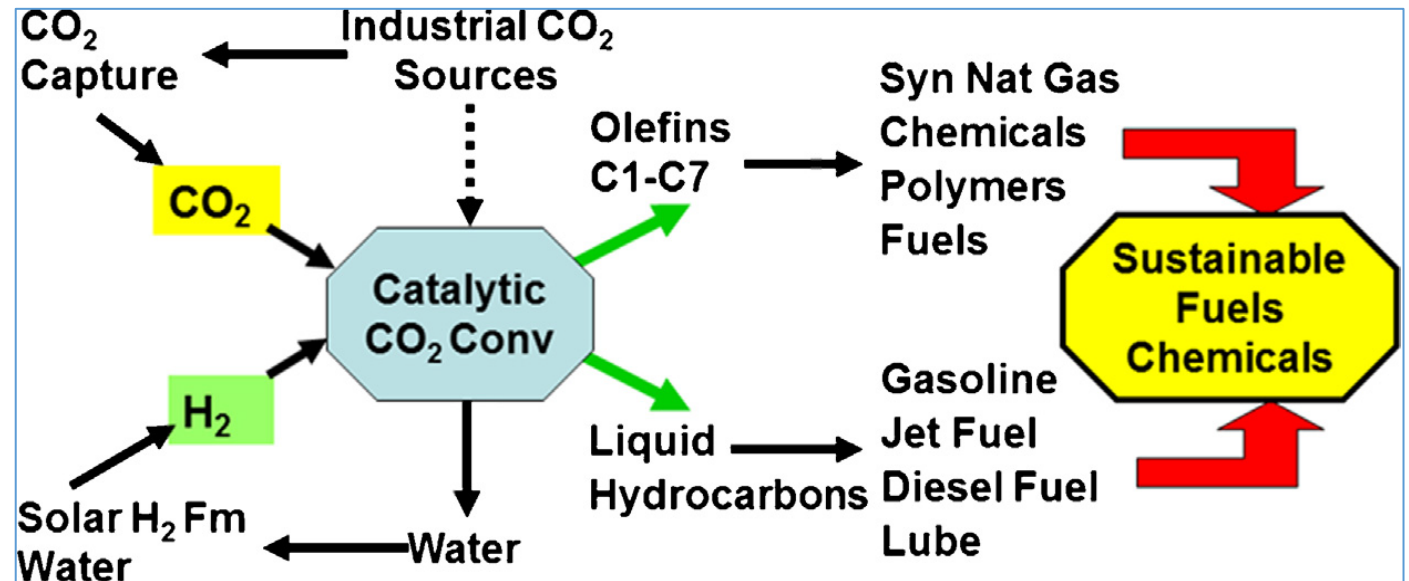 CO₂
Capture
Industrial CO₂
Sources
CO₂
H₂
Solar H₂ Fm
Water
Catalytic
CO₂ Conv
Water
Olefins
C1-C7
Liquid
Hydrocarbons
Syn Nat Gas
Chemicals
Polymers
Fuels
Gasoline
Jet Fuel
Diesel Fuel
Lube
Sustainable
Fuels
Chemicals